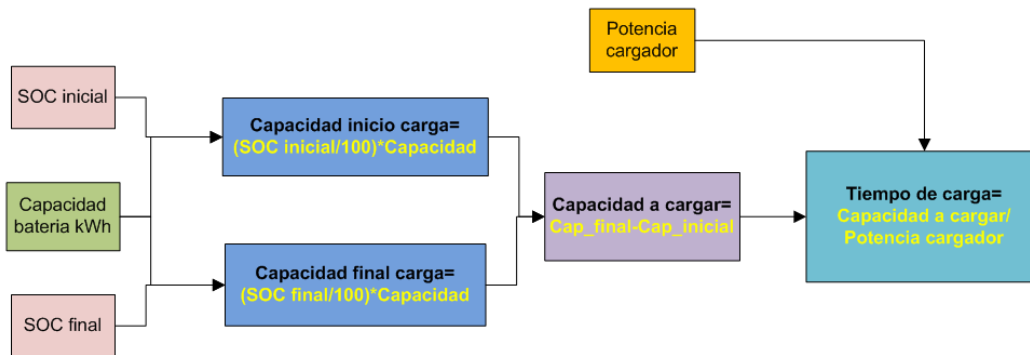 Potencia
cargador
SOC inicial
Capacidad inicio carga=
(SOC inicial/100)*Capacidad
Capacidad
bateria kWh
Capacidad a cargar=
Cap_final-Cap_inicial
Tiempo de carga=
Capacidad a cargar/
Potencia cargador
Capacidad final carga=
(SOC final/100)*Capacidad
SOC final